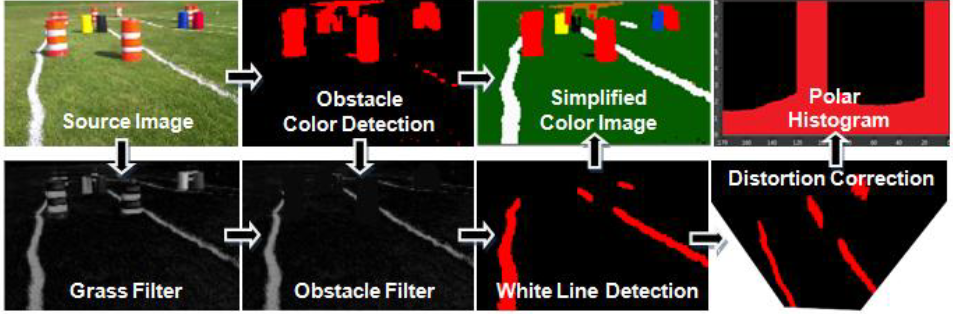 Source Image
Obstacle
Color Detection
Simplified
Color Image
Polar
Histogram
Grass Filter
Obstacle Filter
White Line Detection
Distortion Correction